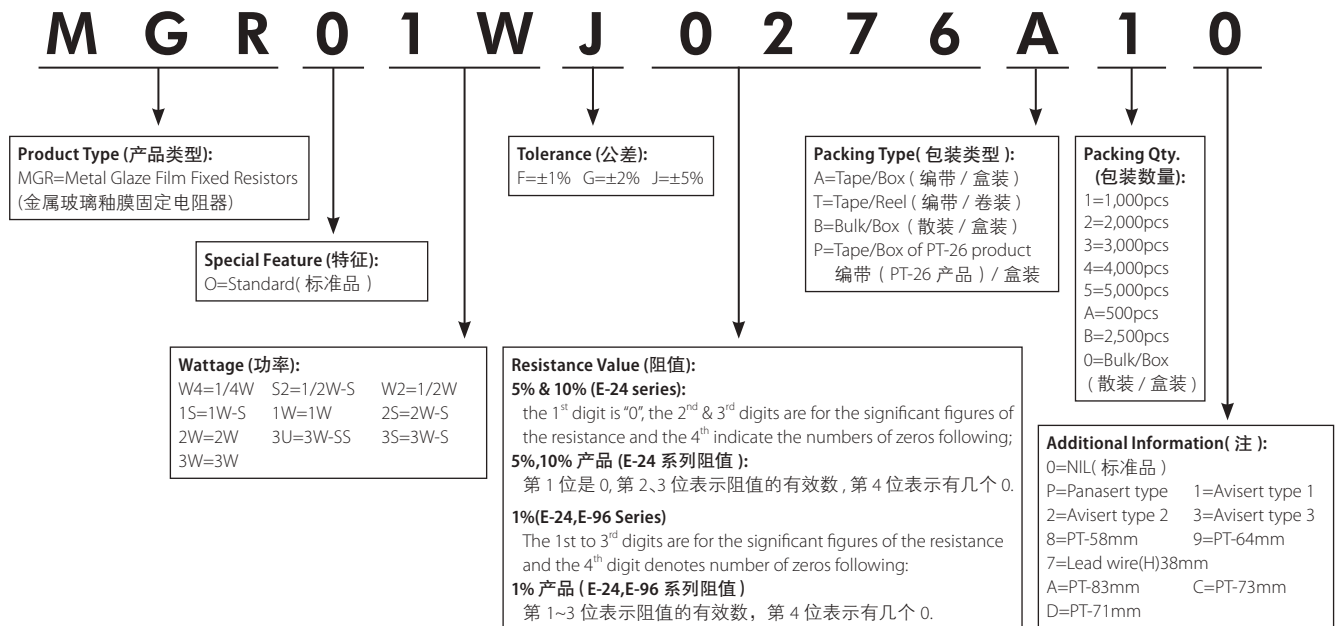 M G R 0 1 W J 0 2 7 6 A 1 0
Product Type (产品类型):
MGR=Metal Glaze Film Fixed Resistors
(金属玻璃釉膜固定电阻器)
Special Feature (特征):
O=Standard( 标准品 )
Wattage (功率):
W4=1/4W S2=1/2W-S W2=1/2W
1S=1W-S 1W=1W 2S=2W-S
2W=2W 3U=3W-SS 3S=3W-S
3W=3W
Tolerance (公差):
F=±1% G=±2% J=±5%
Resistance Value (阻值):
5% & 10% (E-24 series):
the 1st digit is "0", the 2nd & 3rd digits are for the significant figures of
the resistance and the 4th indicate the numbers of zeros following;
5%,10% 产品 (E-24 系列阻值 ):
第 1 位是 0, 第 2、3 位表示阻值的有效数 , 第 4 位表示有几个 0.
1%(E-24,E-96 Series)
The 1st to 3rd digits are for the significant figures of the resistance
and the 4th digit denotes number of zeros following:
1% 产品 ( E-24,E-96 系列阻值 )
第 1~3 位表示阻值的有效数，第 4 位表示有几个 0.
Packing Type( 包装类型 ):
A=Tape/Box ( 编带 / 盒装 )
T=Tape/Reel ( 编带 / 卷装 )
B=Bulk/Box ( 散装 / 盒装 )
P=Tape/Box of PT-26 product
编带 ( PT-26 产品 ) / 盒装
Packing Qty.
(包装数量):
1=1,000pcs
2=2,000pcs
3=3,000pcs
4=4,000pcs
5=5,000pcs
A=500pcs
B=2,500pcs
0=Bulk/Box
( 散装 / 盒装 )
Additional Information( 注 ):
0=NIL( 标准品 )
P=Panasert type 1=Avisert type 1
2=Avisert type 2 3=Avisert type 3
8=PT-58mm 9=PT-64mm
7=Lead wire(H)38mm
A=PT-83mm C=PT-73mm
D=PT-71mm